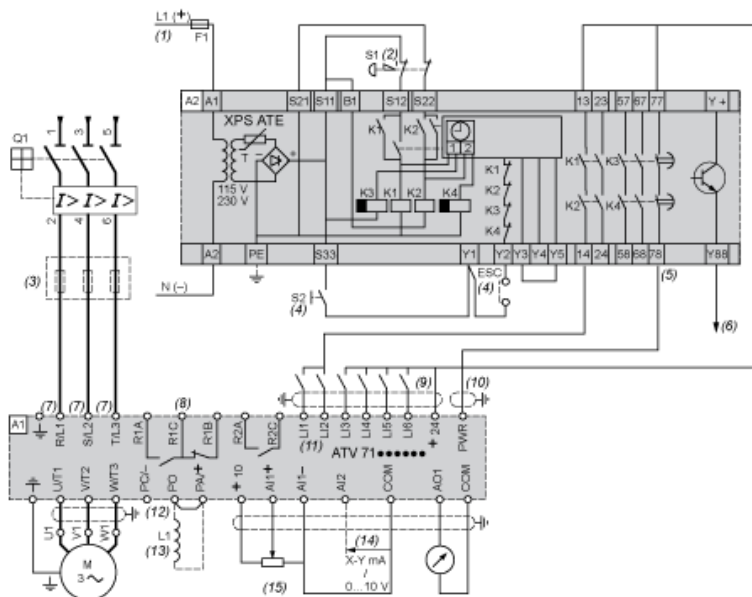 L1 (+)
(1)
F1
S1 (2)
A2 A1 S21 S11 B1 S12 S22 13 23 57 67 77 Y +
XPS ATE
T
+
115 V
230 V
K1 K2
1 2
K3 K1 K2 K4
K1
K2
K3
K4
K1 K3
K2 K4
A2 PE S33 Y1 Y2 Y3 Y4 Y5 14 24 58 68 78 Y88
N (–)
S2
(4)
ESC
(4)
(5)
(6)
Q1
1 3 5
I> I> I>
2 4 6
(3)
(7) (7) (7)
(8)
(9)
(10)
A1
R/L1 S/L2 T/L3 R1A R1C R1B R2A R2C LI1 LI2 LI3 LI4 LI5 LI6 + 24 PWR
(11)
ATV 71••••••
U/T1 V/T2 W/T3 PC/– PO PA/+ + 10 AI1+ AI1– AI2 COM AO1 COM
U1 V1 W1
M
3
(12)
L1
(13)
(14)
X-Y mA
/
0...10 V
(15)